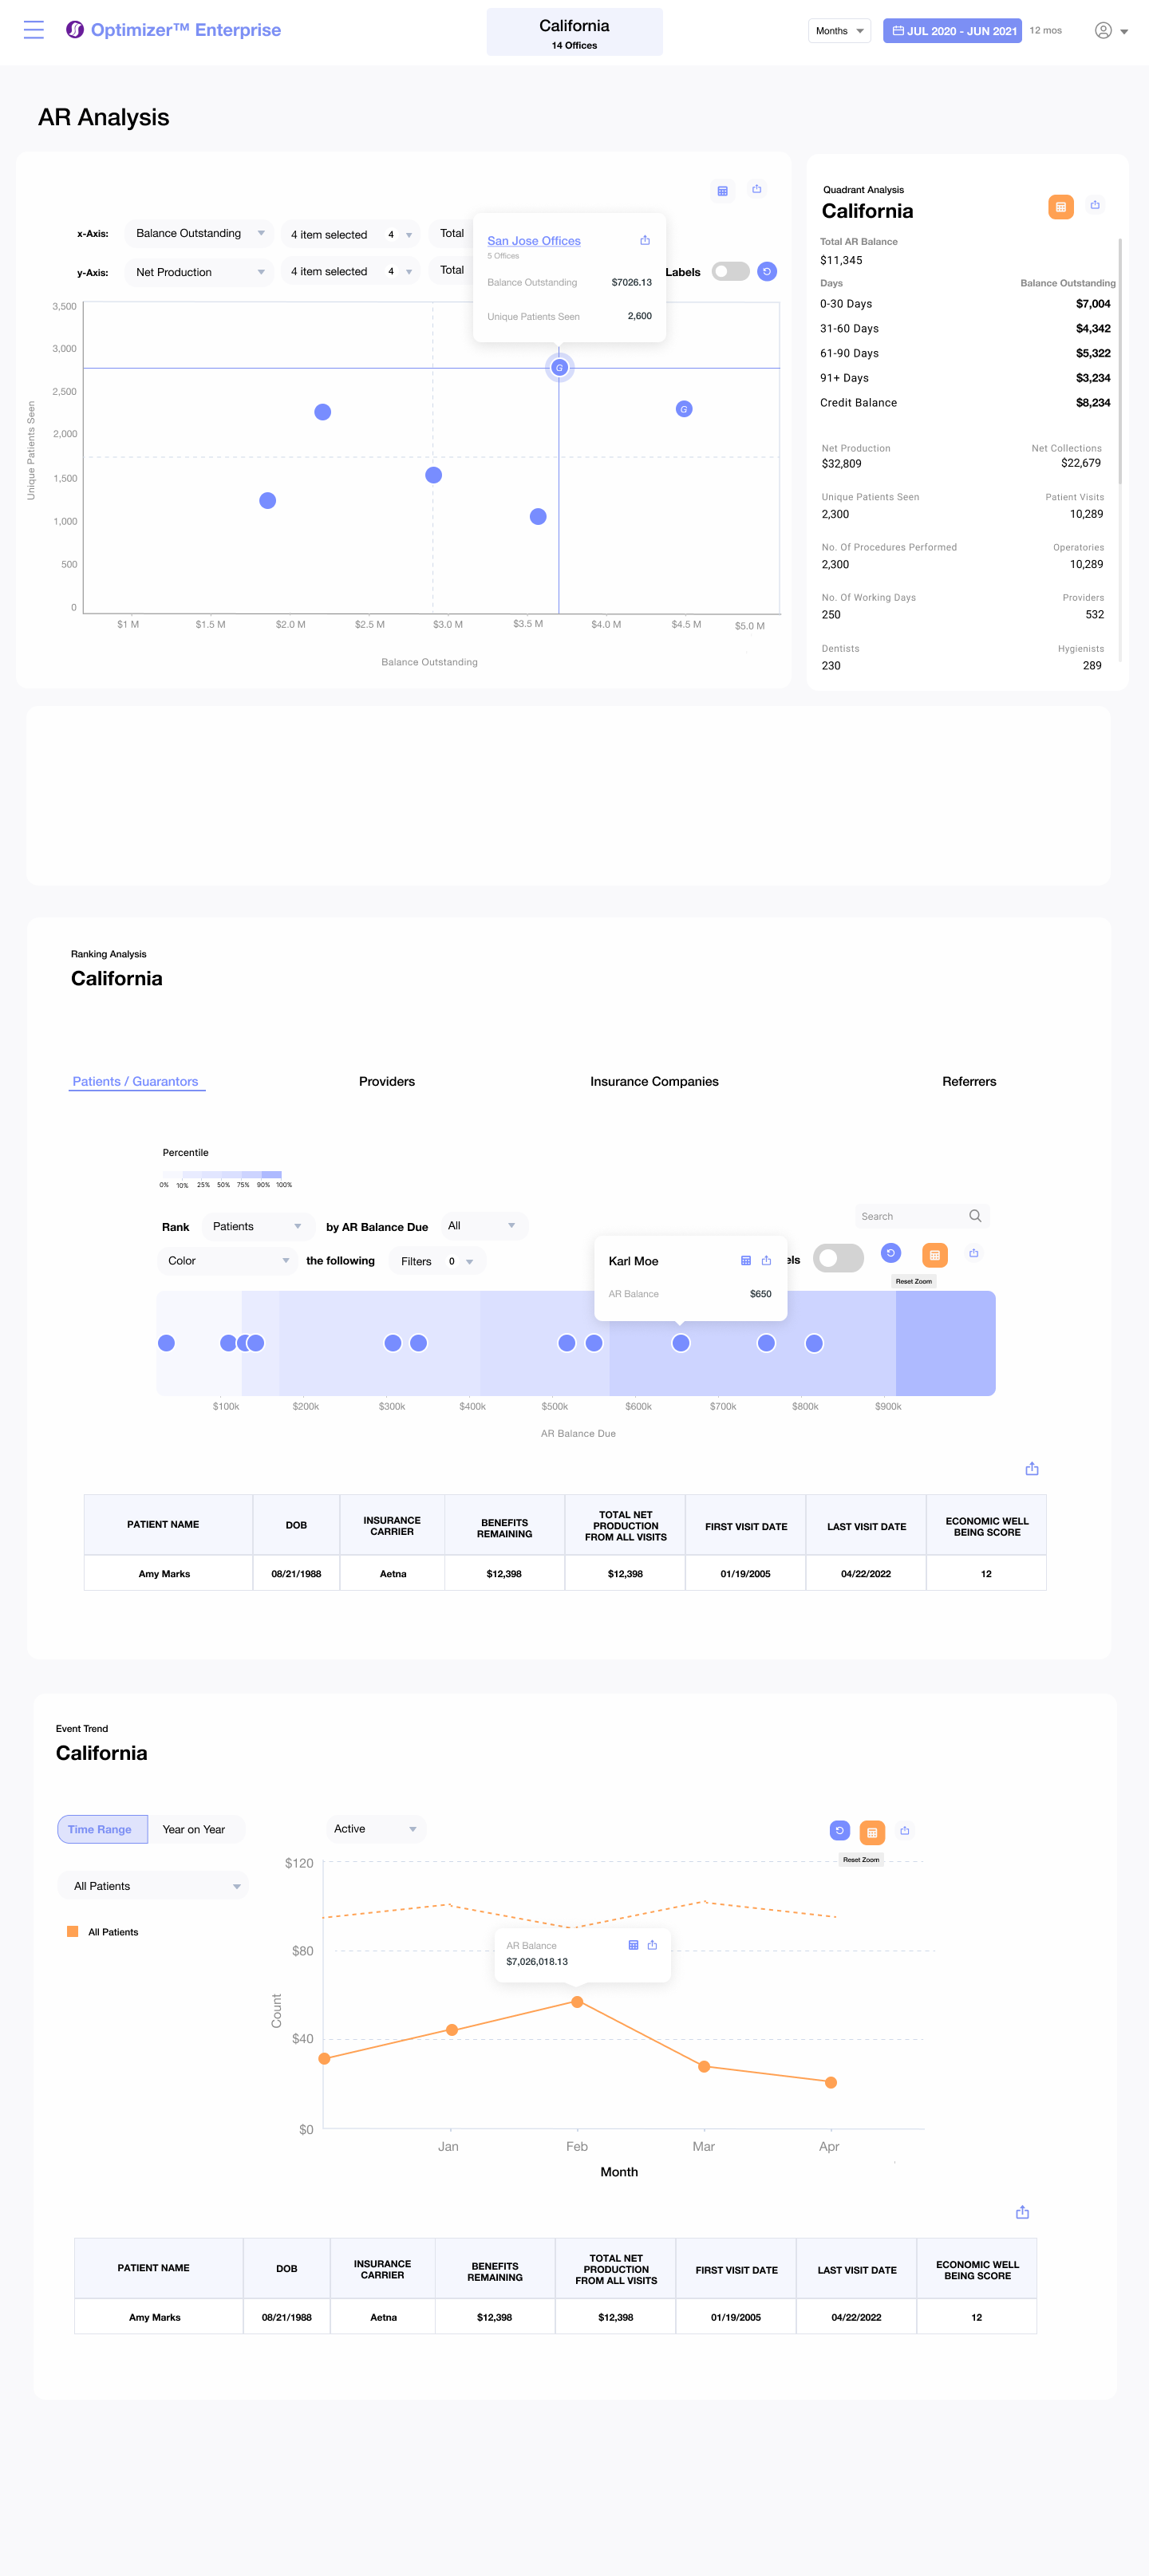 Optimizer™ Enterprise
California
14 Offices
Months
JUL 2020 - JUN 2021
12 mos
AR Analysis
x-Axis:
Balance Outstanding
4 item selected
4
Total
y-Axis:
Net Production
4 item selected
4
Total
San Jose Offices
5 Offices
Balance Outstanding
$7026.13
Unique Patients Seen
2,600
Labels
3,500
3,000
2,500
2,000
1,500
1,000
500
0
Unique Patients Seen
G
G
$1 M
$1.5 M
$2.0 M
$2.5 M
$3.0 M
$3.5 M
$4.0 M
$4.5 M
$5.0 M
Balance Outstanding
Quadrant Analysis
California
Total AR Balance
$11,345
Days
Balance Outstanding
0-30 Days
$7,004
31-60 Days
$4,342
61-90 Days
$5,322
91+ Days
$3,234
Credit Balance
$8,234
Net Production
Net Collections
$32,809
$22,679
Unique Patients Seen
Patient Visits
2,300
10,289
No. Of Procedures Performed
Operatories
2,300
10,289
No. Of Working Days
Providers
250
532
Dentists
Hygienists
230
289
Ranking Analysis
California
Patients / Guarantors
Providers
Insurance Companies
Referrers
Percentile
0%
10%
25%
50%
75%
90%
100%
Rank
Patients
by AR Balance Due
All
Search
Color
the following
Filters
0
Karl Moe
AR Balance
$650
els
Reset Zoom
$100k
$200k
$300k
$400k
$500k
$600k
$700k
$800k
$900k
AR Balance Due
PATIENT NAME
DOB
INSURANCE
CARRIER
BENEFITS
REMAINING
TOTAL NET
PRODUCTION
FROM ALL VISITS
FIRST VISIT DATE
LAST VISIT DATE
ECONOMIC WELL
BEING SCORE
Amy Marks
08/21/1988
Aetna
$12,398
$12,398
01/19/2005
04/22/2022
12
Event Trend
California
Time Range
Year on Year
Active
All Patients
All Patients
Reset Zoom
$120
$80
$40
$0
Count
AR Balance
$7,026,018.13
Jan
Feb
Mar
Apr
Month
PATIENT NAME
DOB
INSURANCE
CARRIER
BENEFITS
REMAINING
TOTAL NET
PRODUCTION
FROM ALL VISITS
FIRST VISIT DATE
LAST VISIT DATE
ECONOMIC WELL
BEING SCORE
Amy Marks
08/21/1988
Aetna
$12,398
$12,398
01/19/2005
04/22/2022
12